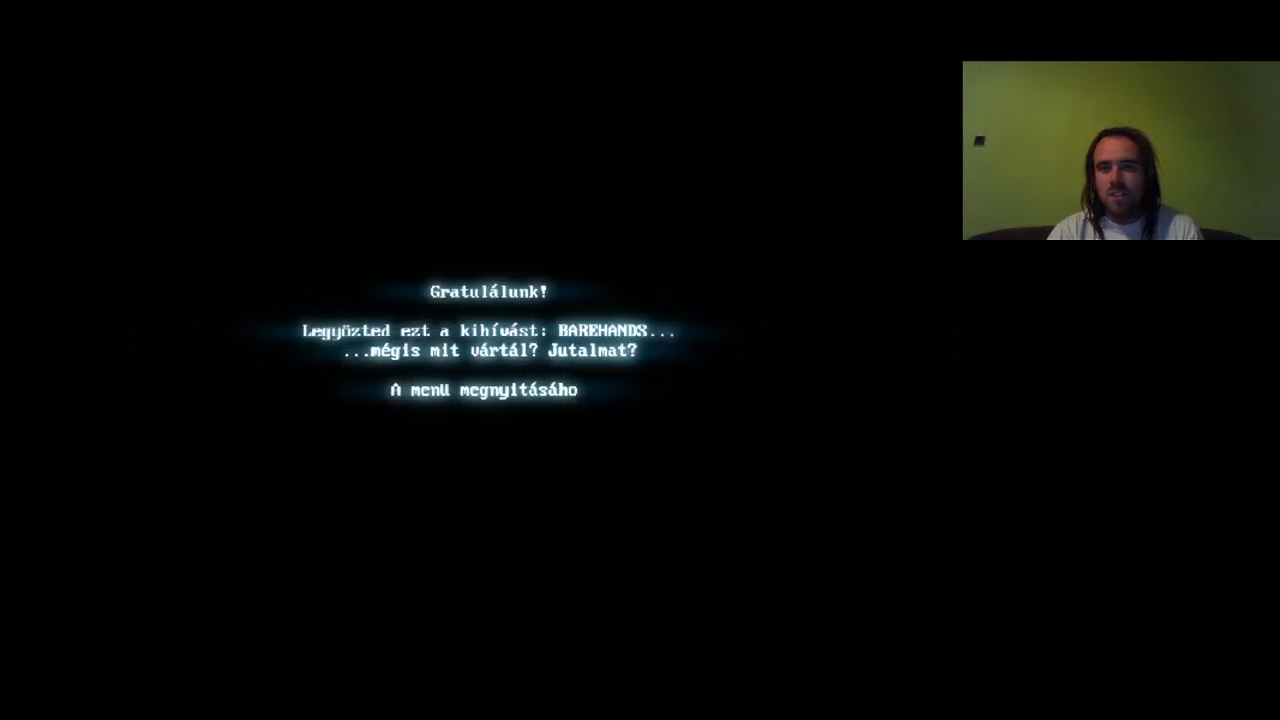 Gratulálunk!
Legyőzted ezt a kihívást: BAREHANDS...
...mégis mit vártál? Jutalmat?
A menü megnyitásáho